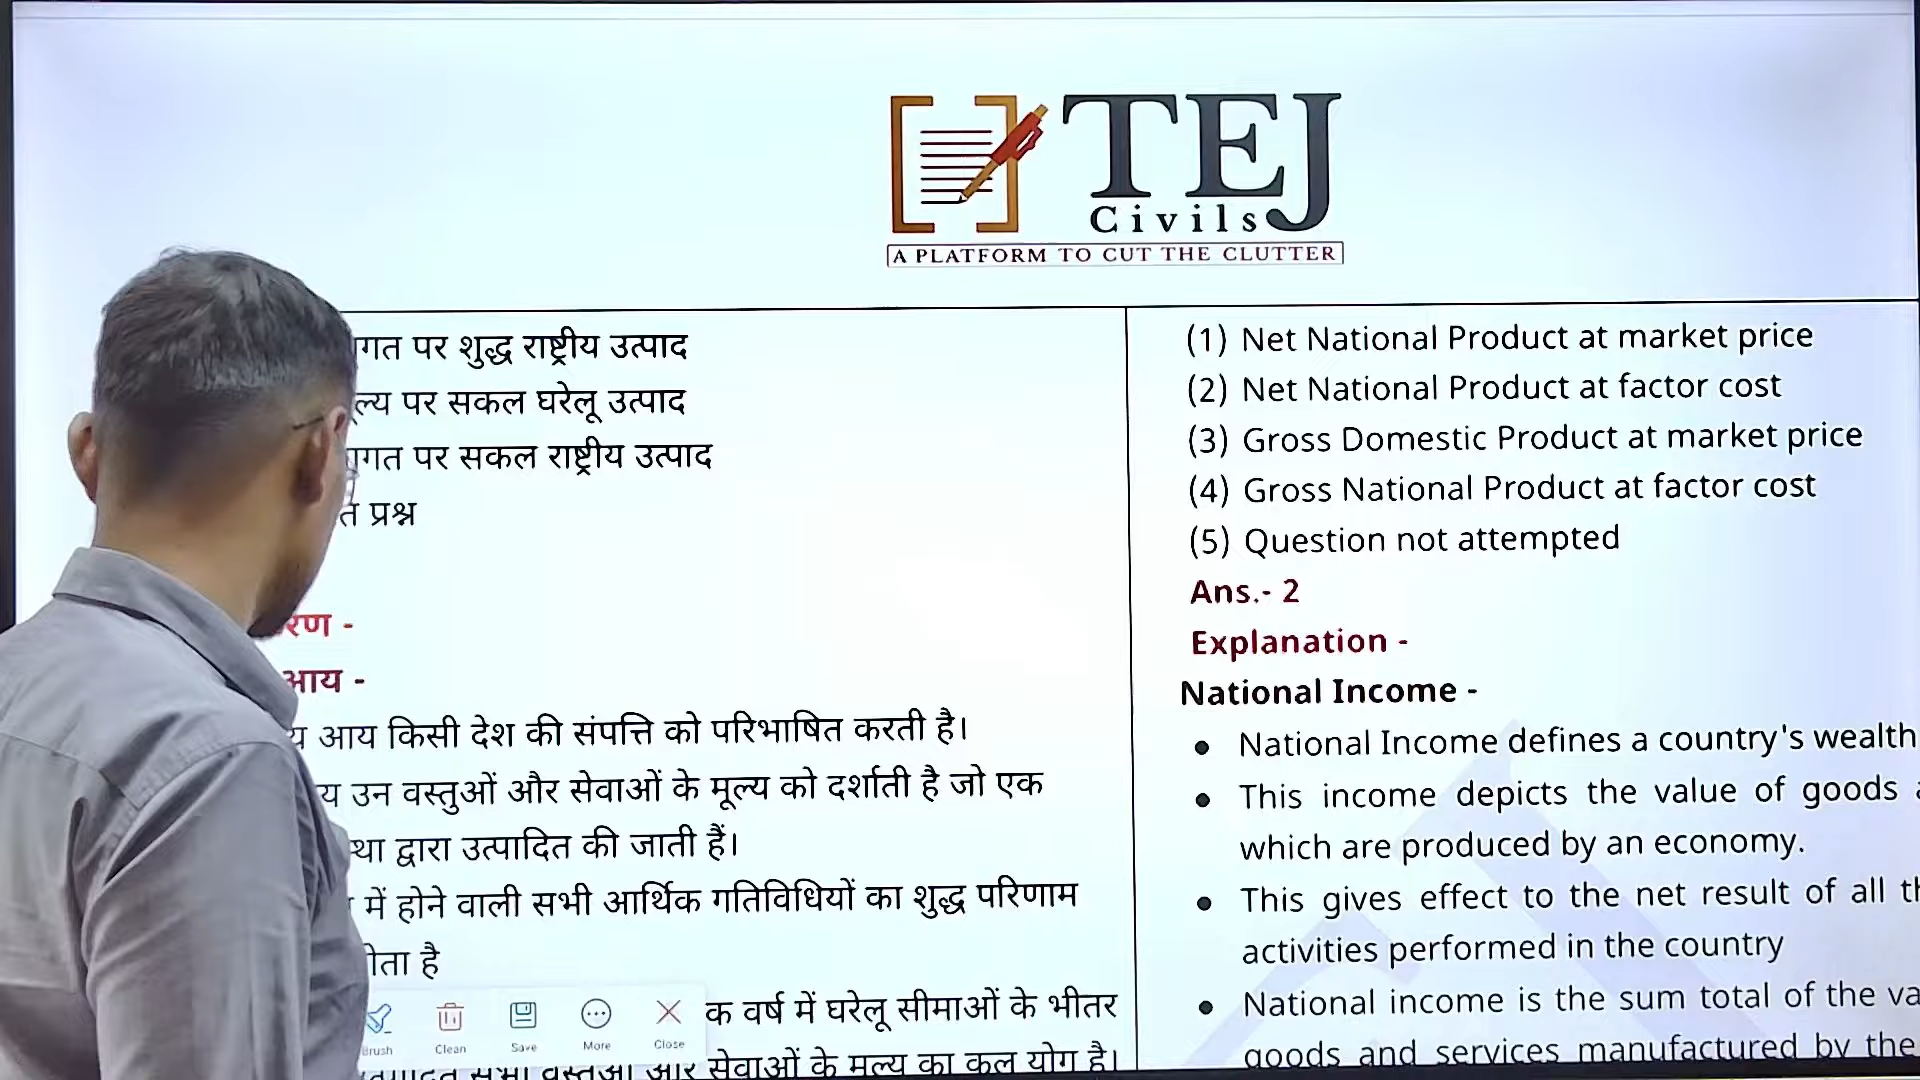 TEJ
Civils
A PLATFORM TO CUT THE CLUTTER
पर शुद्ध राष्ट्रीय उत्पाद
पर सकल घरेलू उत्पाद
पर सकल राष्ट्रीय उत्पाद
प्रश्न
आय -
आय किसी देश की संपत्ति को परिभाषित करती है।
उन वस्तुओं और सेवाओं के मूल्य को दर्शाती है जो एक
द्वारा उत्पादित की जाती हैं।
में होने वाली सभी आर्थिक गतिविधियों का शुद्ध परिणाम
है
वर्ष में घरेलू सीमाओं के भीतर
सेवाओं के मूल्य का कुल योग है।
(1) Net National Product at market price
(2) Net National Product at factor cost
(3) Gross Domestic Product at market price
(4) Gross National Product at factor cost
(5) Question not attempted
Ans.- 2
Explanation -
National Income -
• National Income defines a country's wealth
• This income depicts the value of goods
which are produced by an economy.
• This gives effect to the net result of all
activities performed in the country
• National income is the sum total of the
goods and services manufactured by the
Brush Clean Save More Close